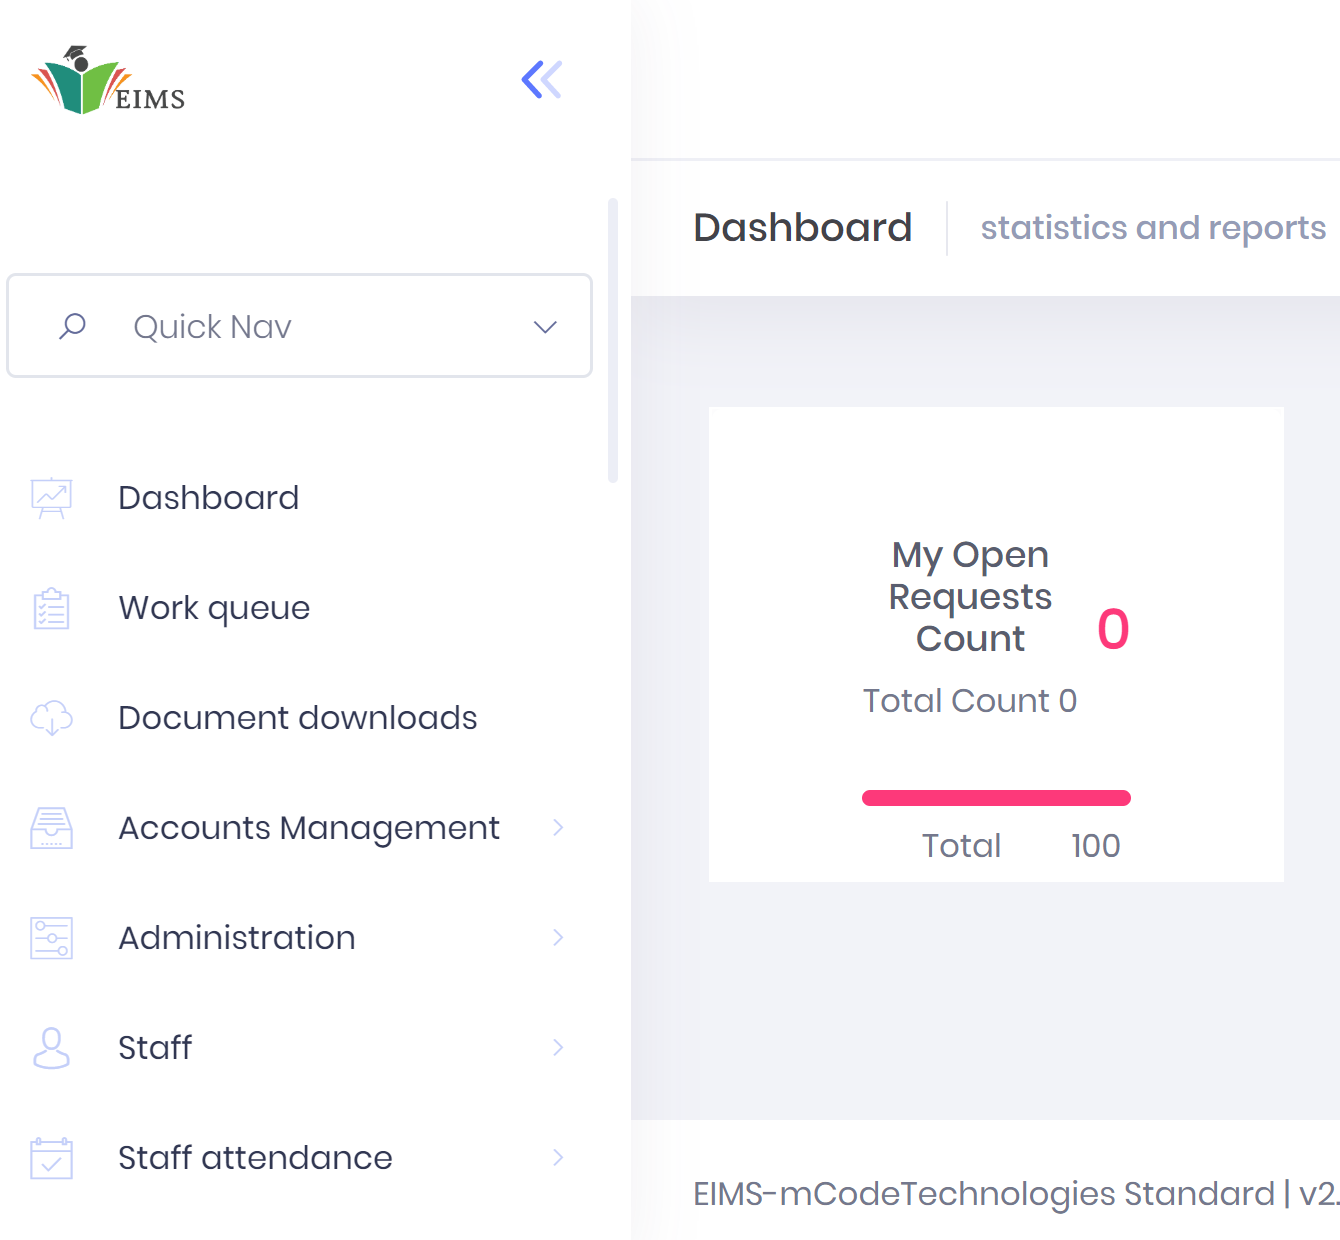 EIMS
Quick Nav
Dashboard
Work queue
Document downloads
Accounts Management
Administration
Staff
Staff attendance
Dashboard
statistics and reports
My Open
Requests
Count
0
Total Count 0
Total 100
EIMS-mCodeTechnologies Standard | v2.